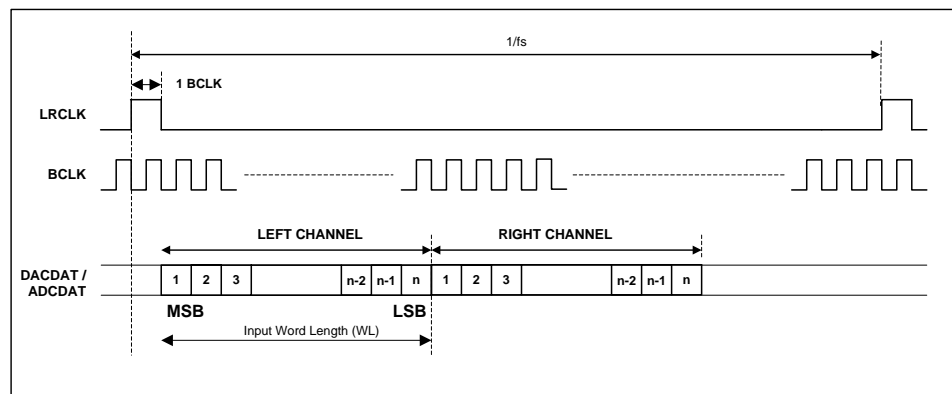 1/fs
1 BCLK
LRCLK
BCLK
LEFT CHANNEL RIGHT CHANNEL
DACDAT /
ADCDAT
1 2 3 n-2 n-1 n 1 2 3 n-2 n-1 n
MSB LSB
Input Word Length (WL)